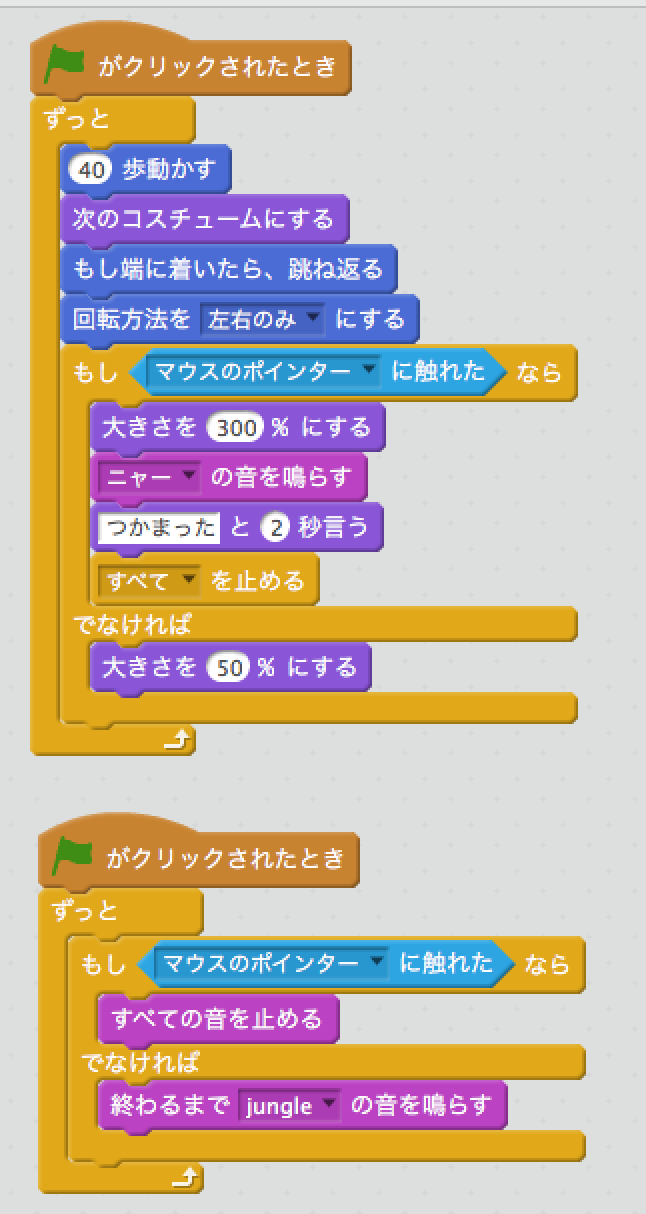 がクリックされたとき
ずっと
40 歩動かす
次のコスチュームにする
もし端に着いたら、跳ね返る
回転方法を 左右のみ にする
もし マウスのポインター に触れた なら
大きさを 300 % にする
ニャー の音を鳴らす
つかまった と 2 秒言う
すべて を止める
でなければ
大きさを 50 % にする
がクリックされたとき
ずっと
もし マウスのポインター に触れた なら
すべての音を止める
でなければ
終わるまで jungle の音を鳴らす